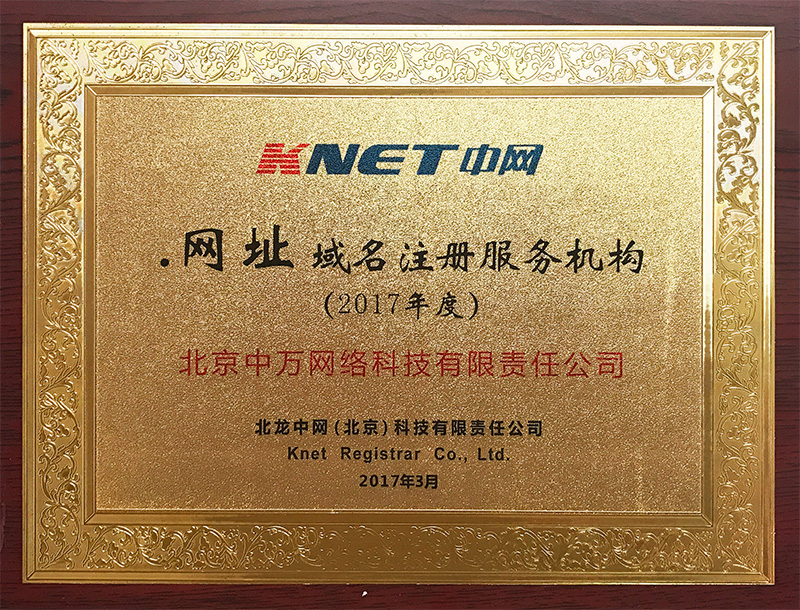 KNET中网
.网址 域名注册服务机构
(2017年度)
北京中万网络科技有限责任公司
北龙中网(北京)科技有限责任公司
Knet Registrar Co., Ltd.
2017年3月